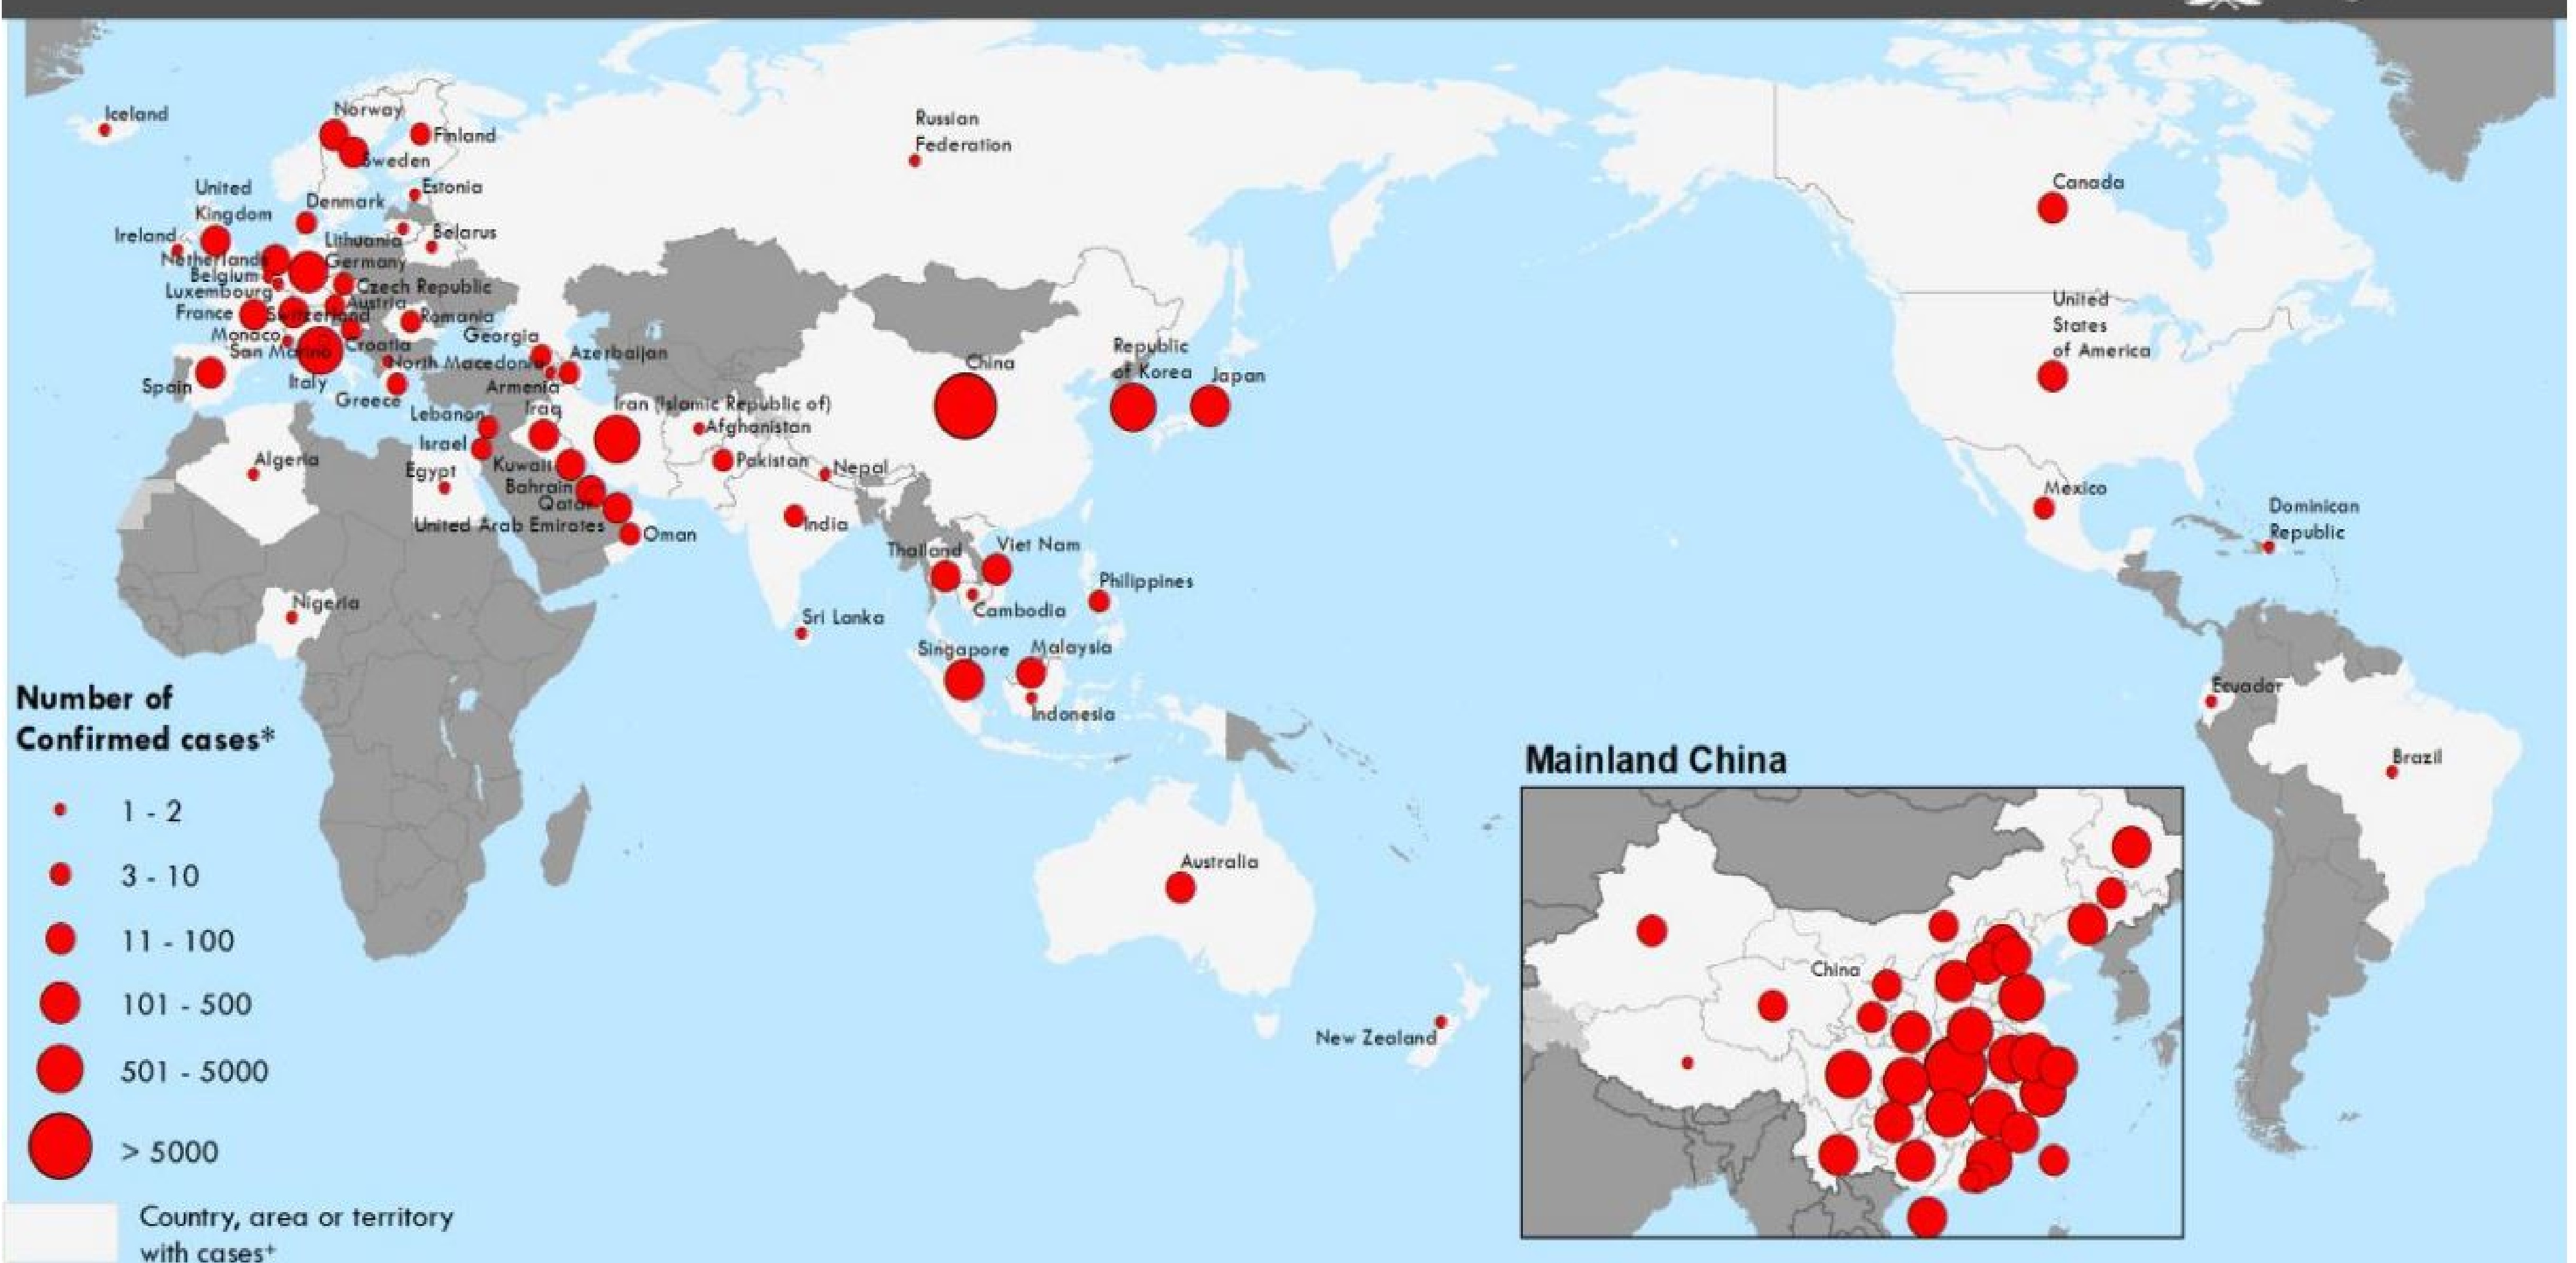 Iceland
Norway
Finland
Sweden
Russian
Federation
Estonia
United
Kingdom
Denmark
Ireland
Lithuania
Belarus
Netherlands
Germany
Belgium
Czech Republic
Luxembourg
Austria
France
Switzerland
Romania
Monaco
San Marino
Croatia
Georgia
Azerbaijan
North Macedonia
Spain
Italy
Armenia
Greece
Lebanon
Iraq
Iran (Islamic Republic of)
Afghanistan
Israel
Algeria
Egypt
Kuwait
Pakistan
Nepal
Bahrain
Qatar
United Arab Emirates
Oman
India
China
Republic
of Korea
Japan
Thailand
Viet Nam
Philippines
Cambodia
Sri Lanka
Singapore
Malaysia
Indonesia
Nigeria
Australia
New Zealand
Canada
United
States
of America
Mexico
Dominican
Republic
Ecuador
Brazil
Number of
Confirmed cases*
1 - 2
3 - 10
11 - 100
101 - 500
501 - 5000
> 5000
Country, area or territory
with cases+
Mainland China
China